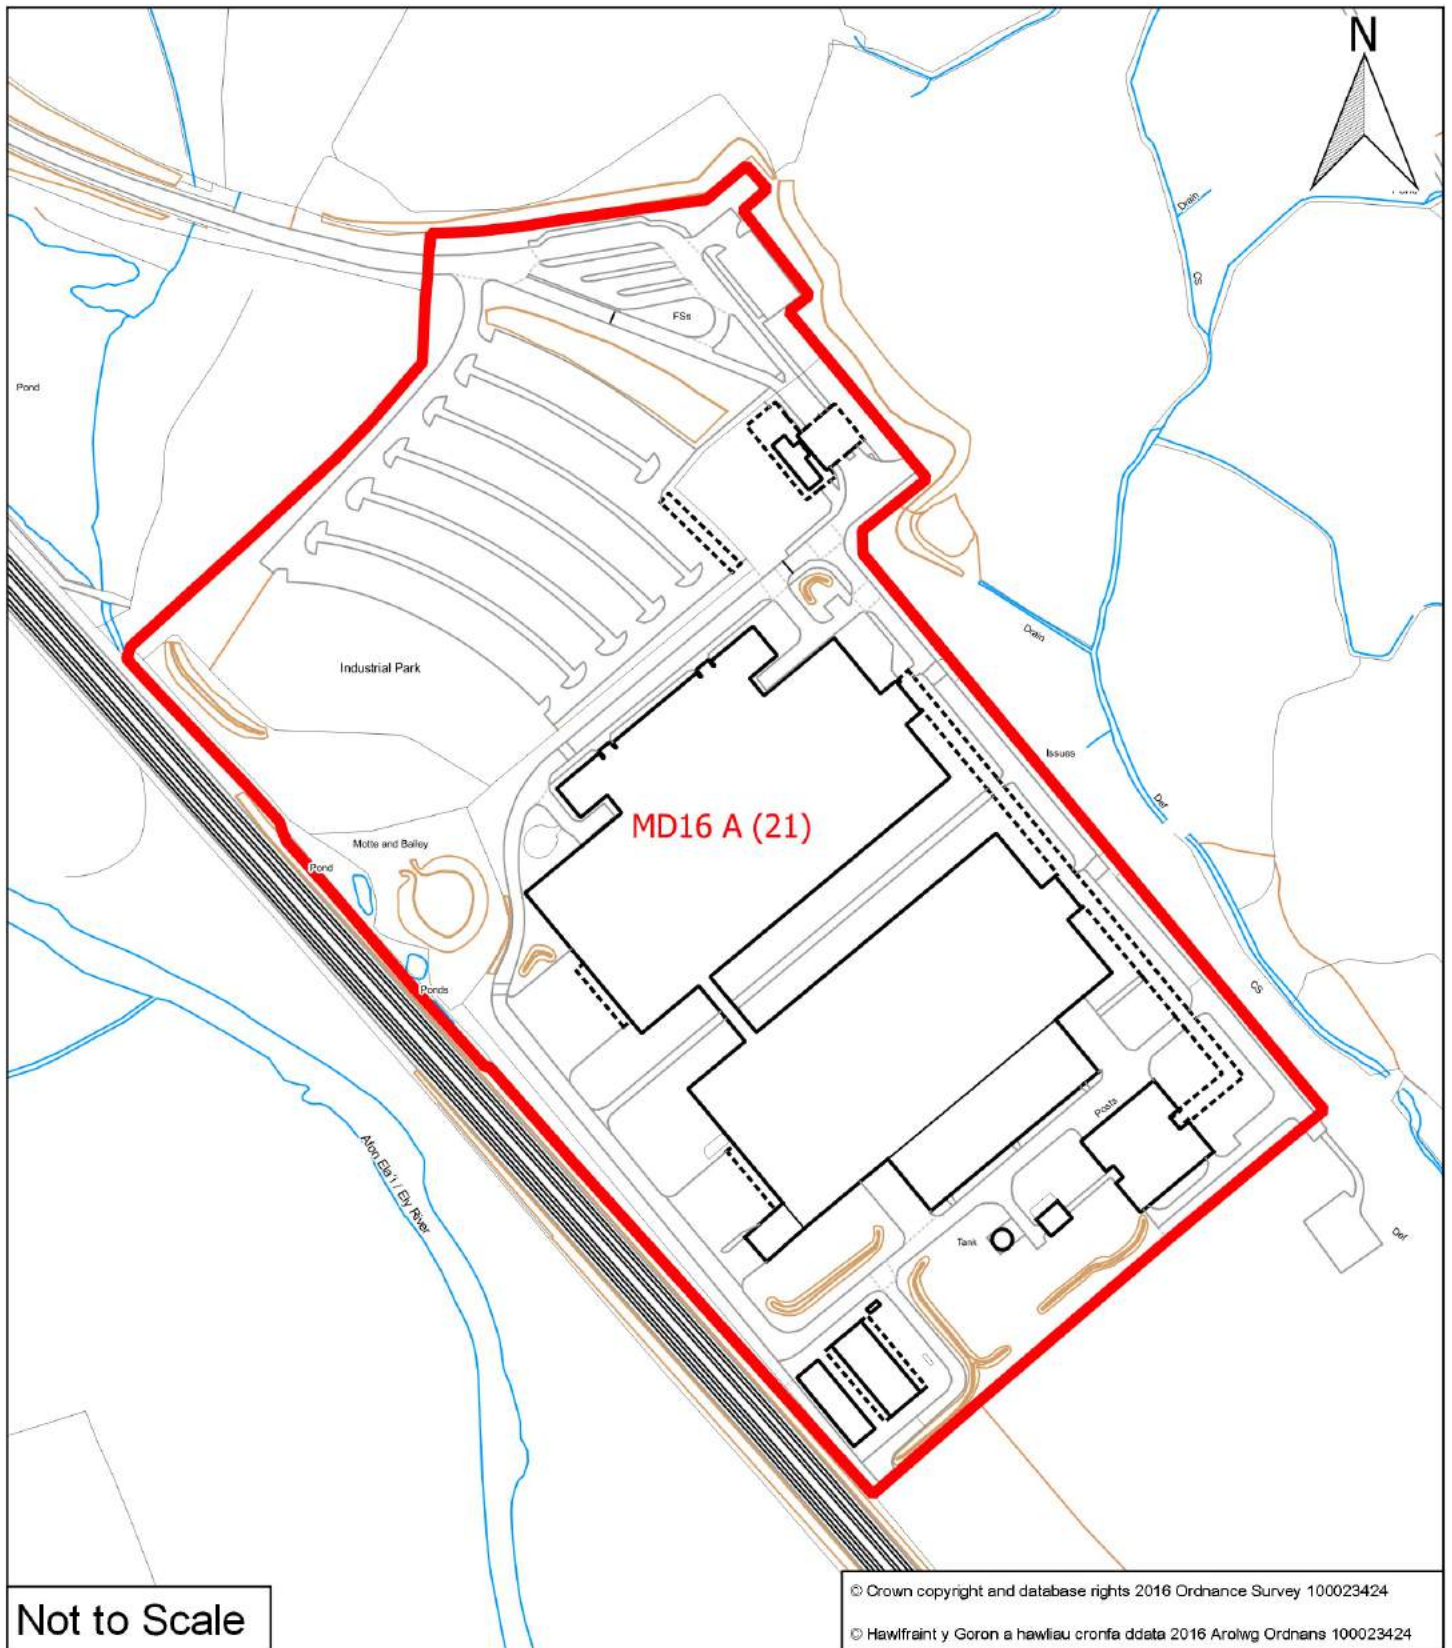 N
Drain
CS
FSs
Pond
Drain
Industrial Park
Issues
Def
MD16 A (21)
Motte and Bailey
Pond
Ponds
CS
Posts
Afon Elái / Ely River
Def
Tank
Not to Scale
© Crown copyright and database rights 2016 Ordnance Survey 100023424
© Hawlfraint y Goron a hawliau cronfa ddata 2016 Arolwg Ordnans 100023424